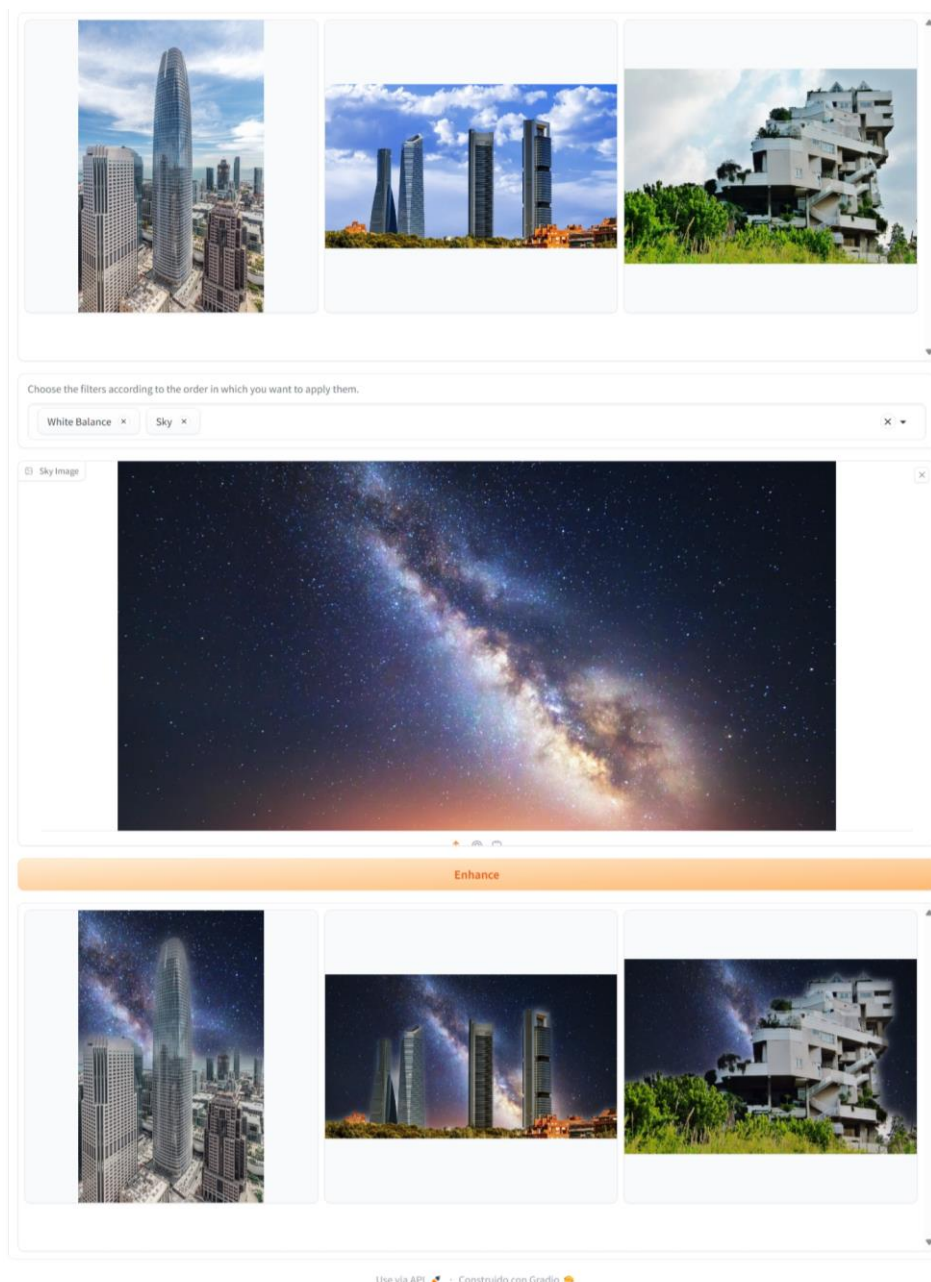 Choose the filters according to the order in which you want to apply them.
White Balance × Sky ×
Sky Image
Enhance
Use via API · Construido con Gradio